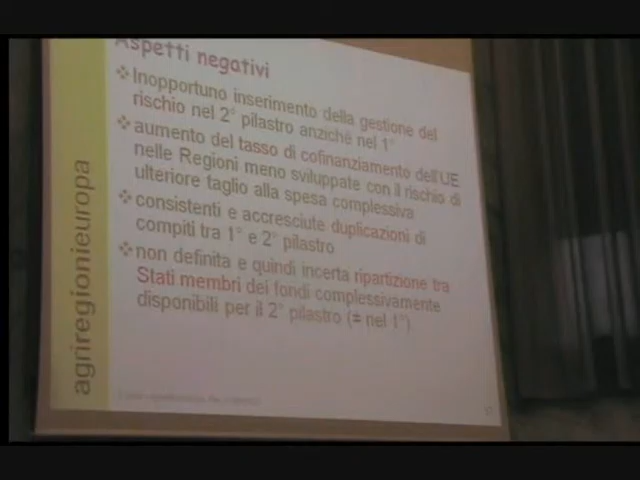 Aspetti negativi
Inopportuno inserimento della gestione del
rischio nel 2° pilastro anziché nel 1°
aumento del tasso di cofinanziamento dell'UE
nelle Regioni meno sviluppate con il rischio di
ulteriore taglio alla spesa complessiva
consistenti e accresciute duplicazioni di
compiti tra 1° e 2° pilastro
non definita e quindi incerta ripartizione tra
Stati membri dei fondi complessivamente
disponibili per il 2° pilastro (± nel 1°)
agriregionieuropa